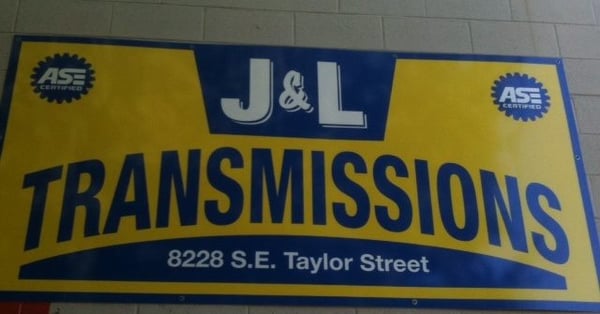 J&L
ASE
CERTIFIED
ASE
CERTIFIED
TRANSMISSIONS
8228 S.E. Taylor Street